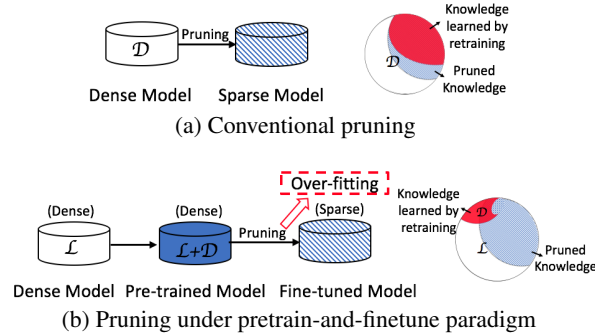 Pruning
𝒟
Dense Model
Sparse Model
Knowledge
learned by
retraining
𝒟
Pruned
Knowledge
(a) Conventional pruning
Over-fitting
(Dense)
(Dense)
(Sparse)
ℒ
ℒ+𝒟
Pruning
Dense Model
Pre-trained Model
Fine-tuned Model
Knowledge
learned by
retraining
𝒟
ℒ
Pruned
Knowledge
(b) Pruning under pretrain-and-finetune paradigm